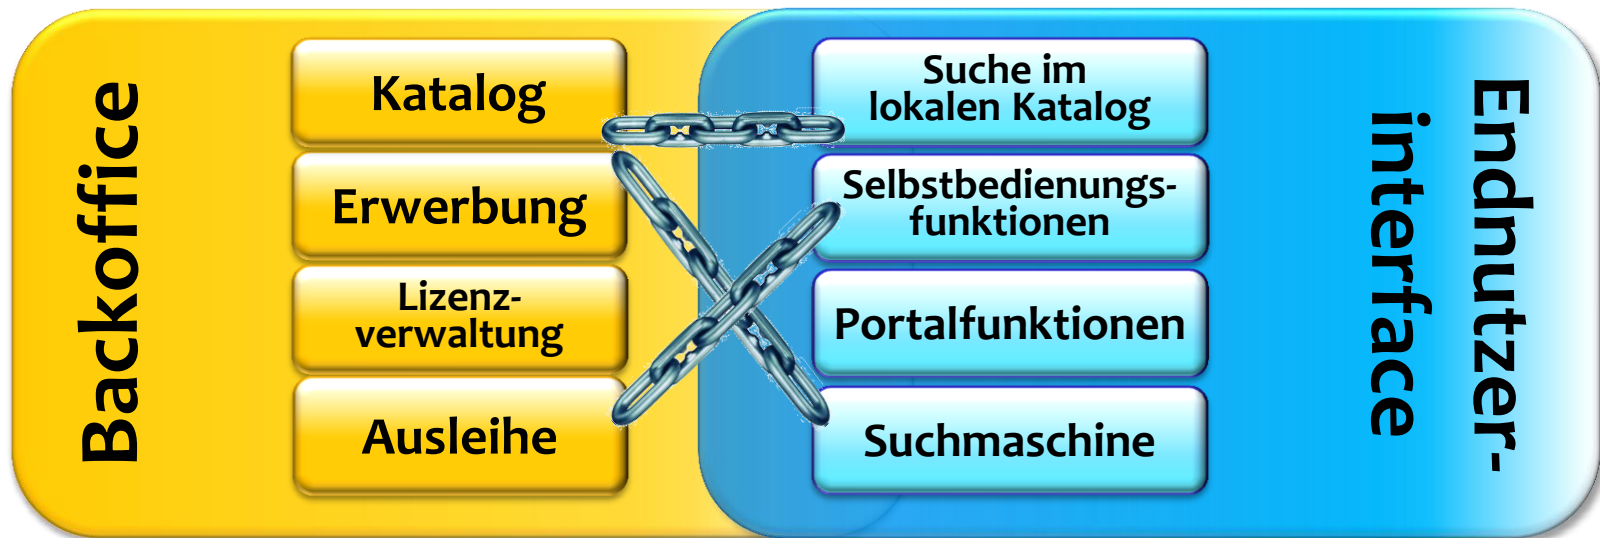 Backoffice
Katalog
Erwerbung
Lizenz-
verwaltung
Ausleihe
Suche im
lokalen Katalog
Selbstbedienungs-
funktionen
Portalfunktionen
Suchmaschine
Endnutzer-
interface